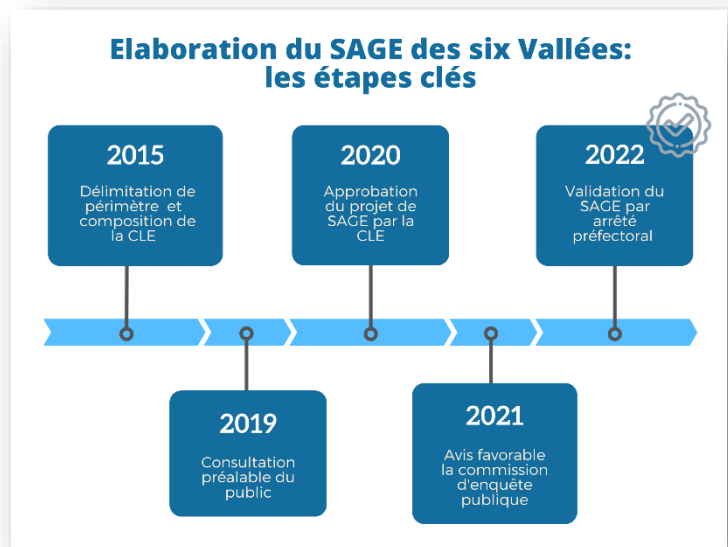 Elaboration du SAGE des six Vallées:
les étapes clés
2015
Délimitation de
périmètre et
composition de
la CLE
2019
Consultation
préalable du
public
2020
Approbation
du projet de
SAGE par la
CLE
2021
Avis favorable
la commission
d'enquête
publique
2022
Validation du
SAGE par
arrêté
préfectoral